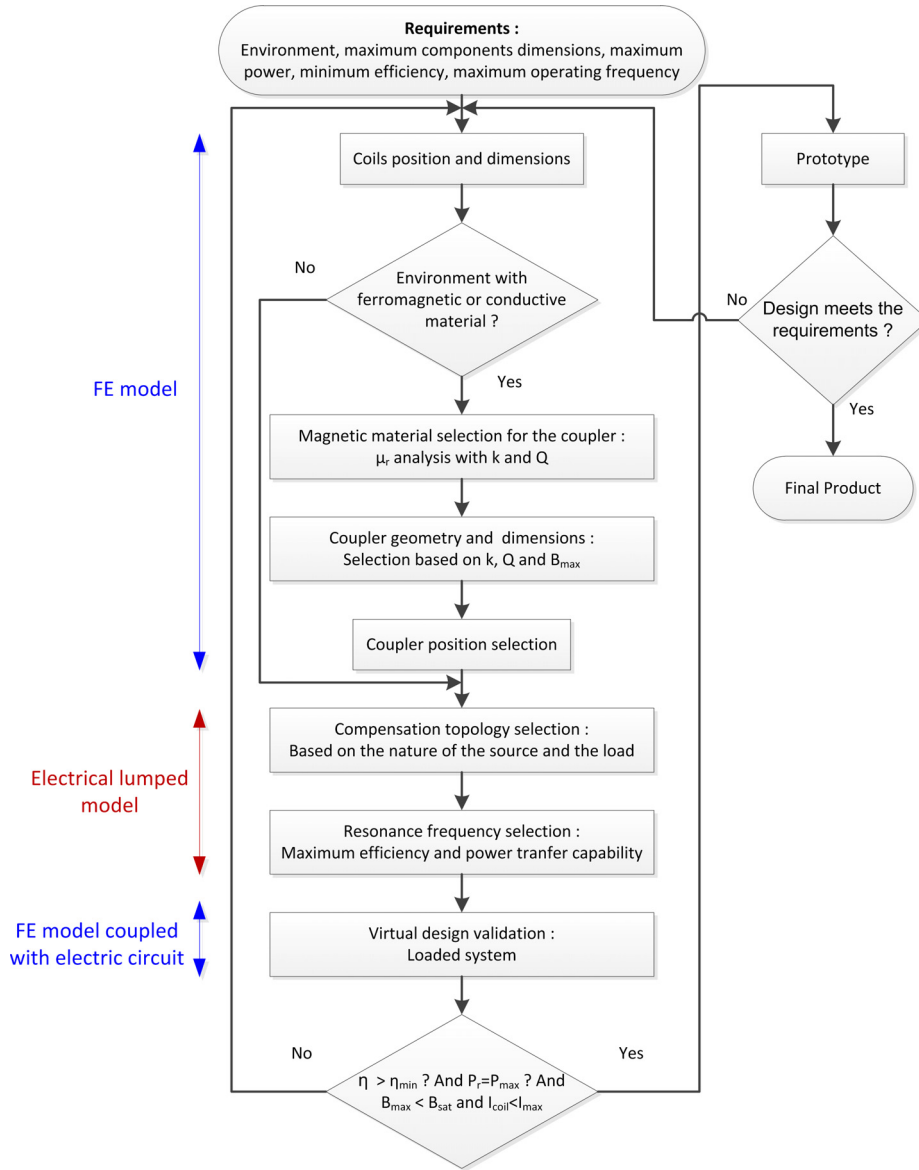 Requirements :
Environment, maximum components dimensions, maximum
power, minimum efficiency, maximum operating frequency
Coils position and dimensions
No
Environment with
ferromagnetic or conductive
material ?
Yes
Magnetic material selection for the coupler :
μr analysis with k and Q
Coupler geometry and dimensions :
Selection based on k, Q and Bmax
Coupler position selection
FE model
Compensation topology selection :
Based on the nature of the source and the load
Resonance frequency selection :
Maximum efficiency and power tranfer capability
Electrical lumped
model
Virtual design validation :
Loaded system
FE model coupled
with electric circuit
No
Yes
η > ηmin ? And Pr=Pmax ? And
Bmax < Bsat and Icoil<Imax
Prototype
No
Design meets the
requirements ?
Yes
Final Product